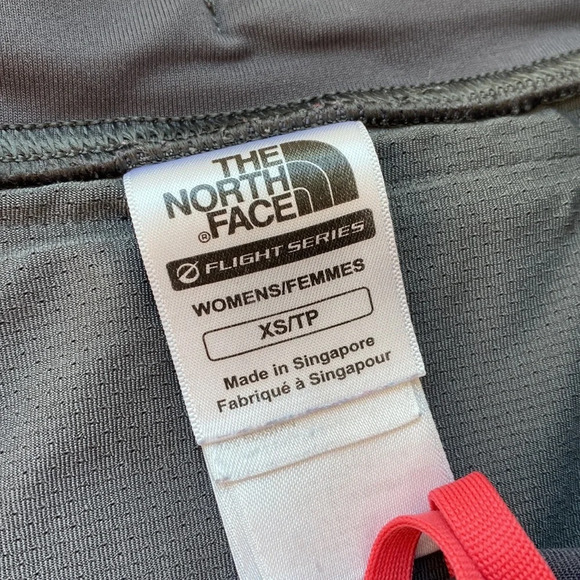 THE
NORTH
FACE
®
FLIGHT SERIES
WOMENS/FEMMES
XS/TP
Made in Singapore
Fabriqué à Singapour